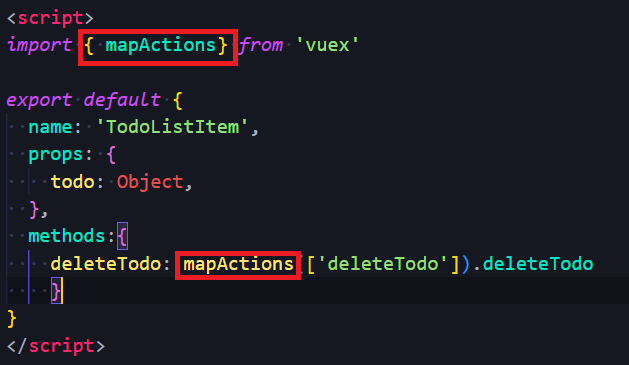 <script>
import { mapActions} from 'vuex'
export default {
name: 'TodoListItem',
props: {
todo: Object,
},
methods:{
deleteTodo: mapActions(['deleteTodo']).deleteTodo
}
}
</script>